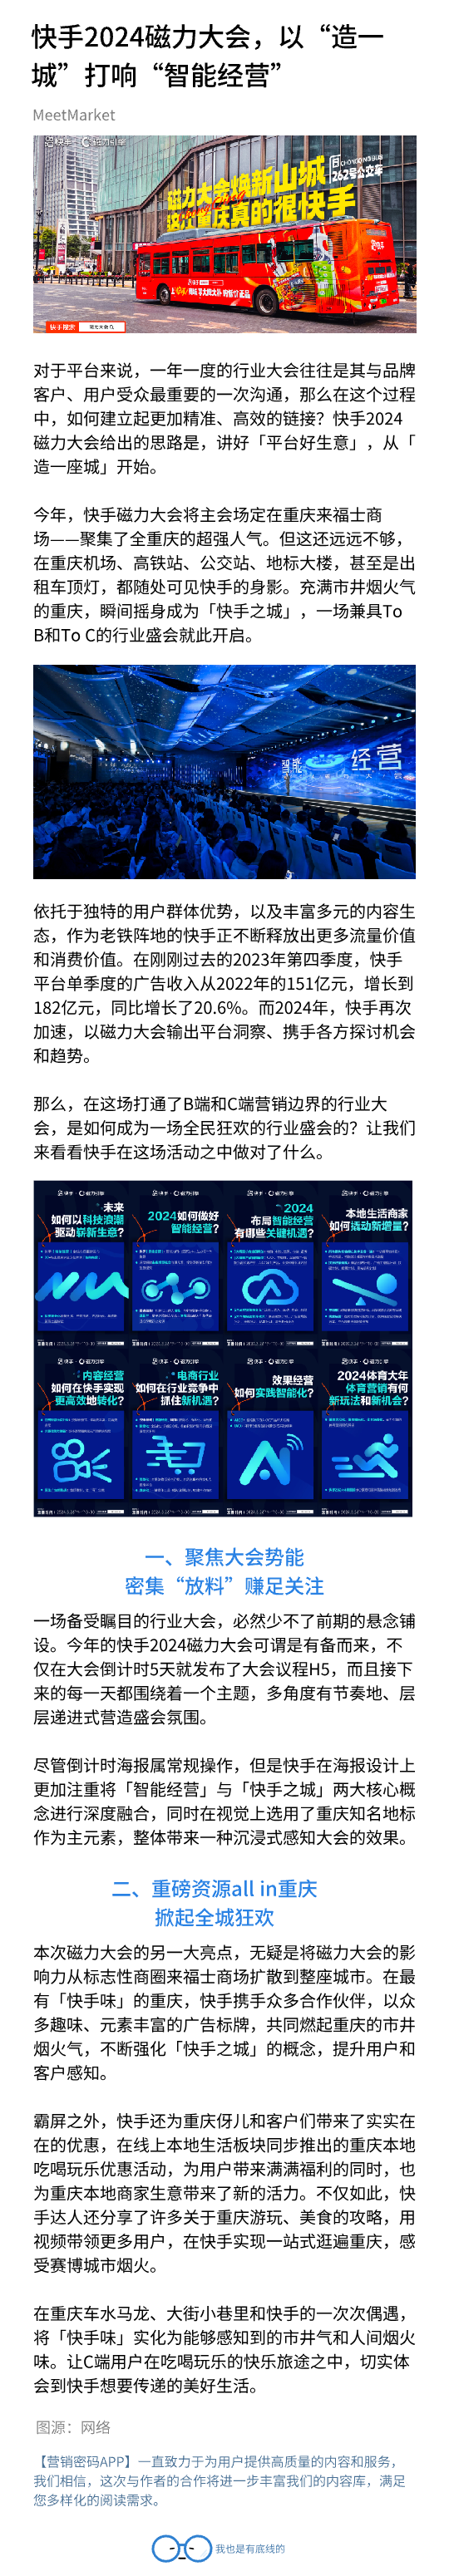 快手2024磁力大会，以“造一
城”打响“智能经营”
MeetMarket
磁力大会焕新山城
这次重庆真的很快手
262号公交车
快手搜索
对于平台来说，一年一度的行业大会往往是其与品牌
客户、用户受众最重要的一次沟通，那么在这个过程
中，如何建立起更加精准、高效的链接？快手2024
磁力大会给出的思路是，讲好「平台好生意」，从「
造一座城」开始。
今年，快手磁力大会将主会场定在重庆来福士商
场——聚集了全重庆的超强人气。但这还远远不够，
在重庆机场、高铁站、公交站、地标大楼，甚至是出
租车顶灯，都随处可见快手的身影。充满市井烟火气
的重庆，瞬间摇身成为「快手之城」，一场兼具To
B和To C的行业盛会就此开启。
智能 经营
依托于独特的用户群体优势，以及丰富多元的内容生
态，作为老铁阵地的快手正不断释放出更多流量价值
和消费价值。在刚刚过去的2023年第四季度，快手
平台单季度的广告收入从2022年的151亿元，增长到
182亿元，同比增长了20.6%。而2024年，快手再次
加速，以磁力大会输出平台洞察、携手各方探讨机会
和趋势。
那么，在这场打通了B端和C端营销边界的行业大
会，是如何成为一场全民狂欢的行业盛会的？让我们
来看看快手在这场活动之中做对了什么。
未来
如何以科技浪潮
驱动崭新生意?
2024如何做好
智能经营?
2024
布局智能经营
有哪些关键机遇?
本地生活商家
如何撬动新增量?
内容经营
如何在快手实现
更高效地转化?
电商行业
如何在行业竞争中
抓住新机遇?
效果经营
如何实践智能化?
2024体育大年
体育营销有何
新玩法和新机会?
一、聚焦大会势能
密集“放料”赚足关注
一场备受瞩目的行业大会，必然少不了前期的悬念铺
设。今年的快手2024磁力大会可谓是有备而来，不
仅在大会倒计时5天就发布了大会议程H5，而且接下
来的每一天都围绕着一个主题，多角度有节奏地、层
层递进式营造盛会氛围。
尽管倒计时海报属常规操作，但是快手在海报设计上
更加注重将「智能经营」与「快手之城」两大核心概
念进行深度融合，同时在视觉上选用了重庆知名地标
作为主元素，整体带来一种沉浸式感知大会的效果。
二、重磅资源all in重庆
掀起全城狂欢
本次磁力大会的另一大亮点，无疑是将磁力大会的影
响力从标志性商圈来福士商场扩散到整座城市。在最
有「快手味」的重庆，快手携手众多合作伙伴，以众
多趣味、元素丰富的广告标牌，共同燃起重庆的市井
烟火气，不断强化「快手之城」的概念，提升用户和
客户感知。
霸屏之外，快手还为重庆伢儿和客户们带来了实实在
在的优惠，在线上本地生活板块同步推出的重庆本地
吃喝玩乐优惠活动，为用户带来满满福利的同时，也
为重庆本地商家生意带来了新的活力。不仅如此，快
手达人还分享了许多关于重庆游玩、美食的攻略，用
视频带领更多用户，在快手实现一站式逛遍重庆，感
受赛博城市烟火。
在重庆车水马龙、大街小巷里和快手的一次次偶遇，
将「快手味」实化为能够感知到的市井气和人间烟火
味。让C端用户在吃喝玩乐的快乐旅途之中，切实体
会到快手想要传递的美好生活。
图源：网络
【营销密码APP】一直致力于为用户提供高质量的内容和服务，
我们相信，这次与作者的合作将进一步丰富我们的内容库，满足
您多样化的阅读需求。
我也是有底线的